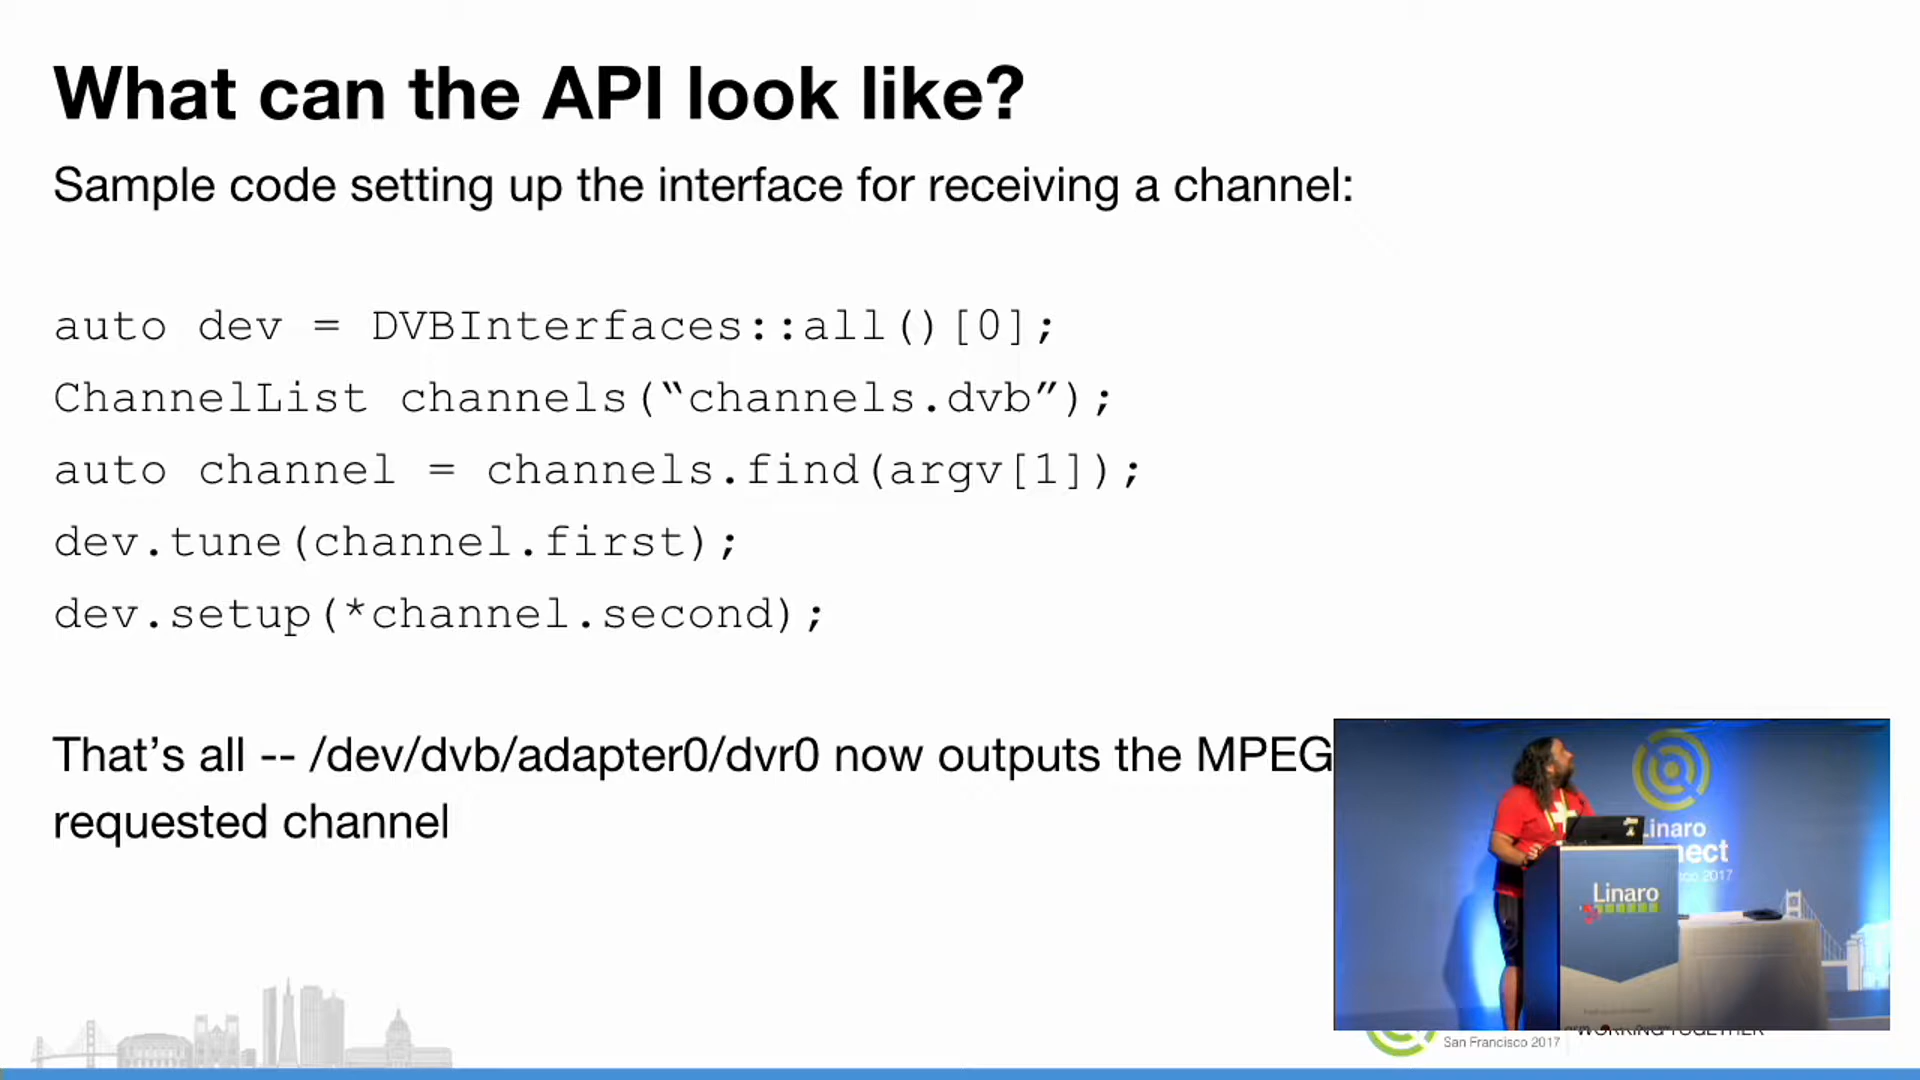 What can the API look like?
Sample code setting up the interface for receiving a channel:
auto dev = DVBInterfaces::all()[0];
ChannelList channels(“channels.dvb”);
auto channel = channels.find(argv[1]);
dev.tune(channel.first);
dev.setup(*channel.second);
That’s all -- /dev/dvb/adapter0/dvr0 now outputs the MPEG
requested channel
Linaro
2017
Linaro
San Francisco 2017